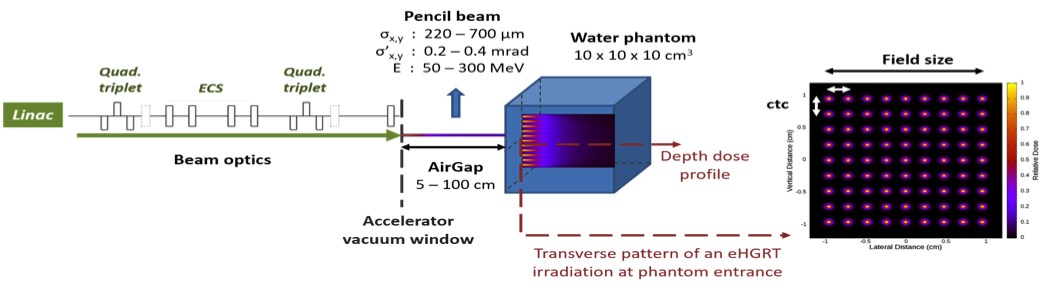 Linac
Quad.
triplet
ECS
Quad.
triplet
Beam optics
Pencil beam
σx,y : 220 – 700 µm
σ'x,y : 0.2 – 0.4 mrad
E : 50 – 300 MeV
AirGap
5 – 100 cm
Accelerator
vacuum window
Water phantom
10 x 10 x 10 cm³
Depth dose
profile
Transverse pattern of an eHGRT
irradiation at phantom entrance
Field size
ctc
Vertical Distance (cm)
1
0.5
0
-0.5
-1
-1
-0.5
0
0.5
1
Lateral Distance (cm)
1
0.9
0.8
0.7
0.6
0.5
0.4
0.3
0.2
0.1
0
Relative Dose